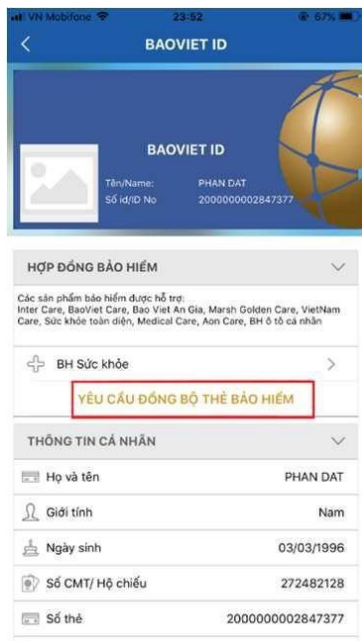 VN Mobifone 23:52 67%
BAOVIET ID
BAOVIET ID
Tên/Name: PHAN DAT
Số id/ID No 2000000002847377
HỢP ĐỒNG BẢO HIỂM
Các sản phẩm bảo hiểm được hỗ trợ:
Inter Care, BaoViet Care, Bao Viet An Gia, Marsh Golden Care, VietNam
Care, Sức khỏe toàn diện, Medical Care, Aon Care, BH ô tô cá nhân
BH Sức khỏe
YÊU CẦU ĐỒNG BỘ THẺ BẢO HIỂM
THÔNG TIN CÁ NHÂN
Họ và tên PHAN DAT
Giới tính Nam
Ngày sinh 03/03/1996
Số CMT/ Hộ chiếu 272482128
Số thẻ 2000000002847377